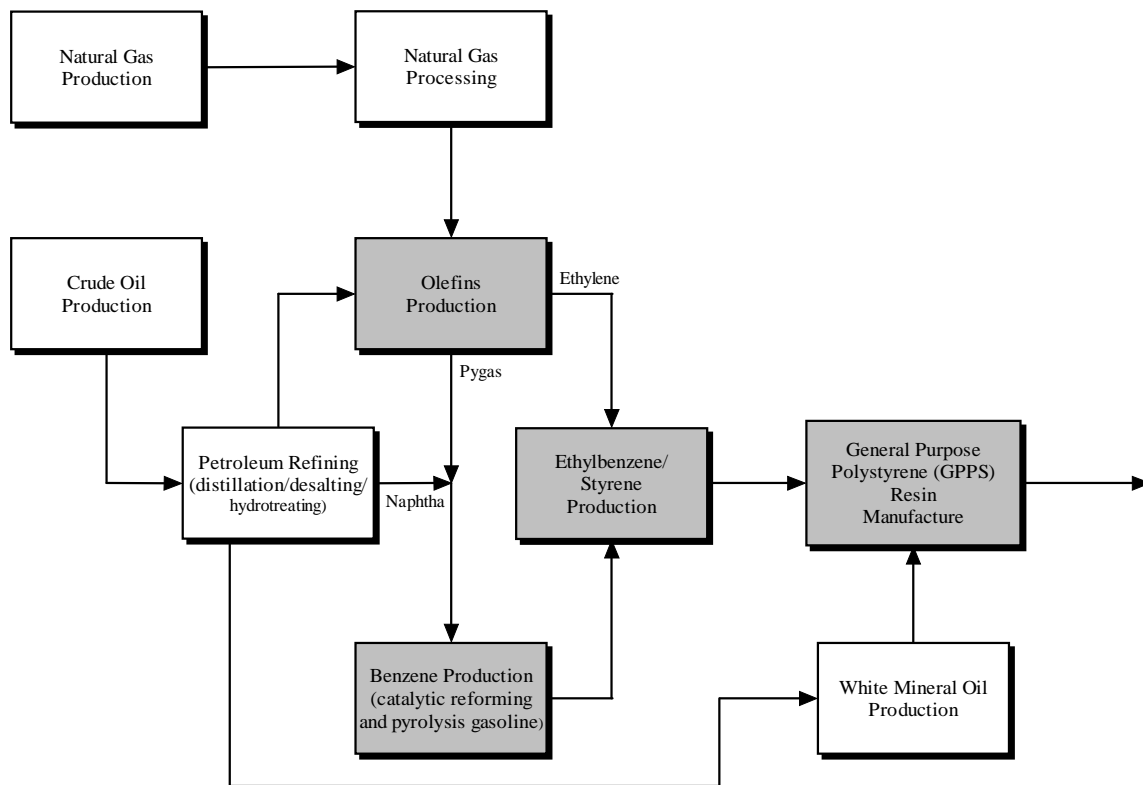 Natural Gas
Production
Natural Gas
Processing
Crude Oil
Production
Olefins
Production
Ethylene
Pygas
Petroleum Refining
(distillation/desalting/
hydrotreating)
Naphtha
Ethylbenzene/
Styrene
Production
General Purpose
Polystyrene (GPPS)
Resin
Manufacture
Benzene Production
(catalytic reforming
and pyrolysis gasoline)
White Mineral Oil
Production